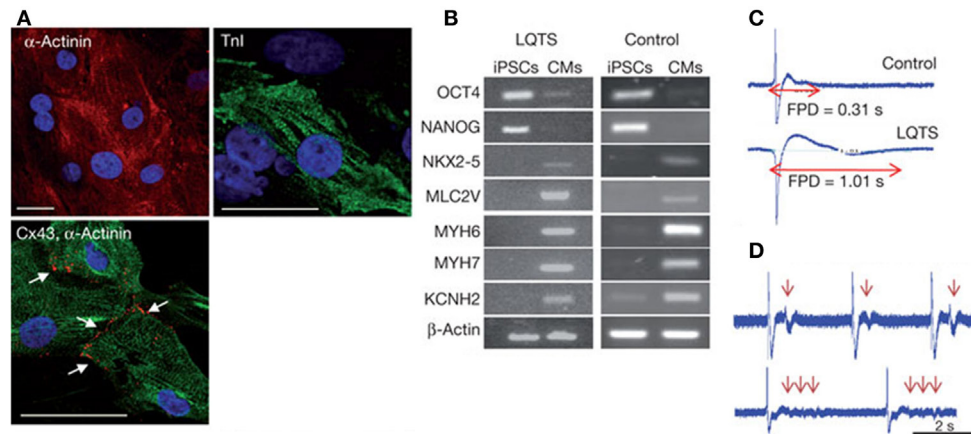 A
α-Actinin
TnI
Cx43, α-Actinin
B
LQTS Control
iPSCs CMs iPSCs CMs
OCT4
NANOG
NKX2-5
MLC2V
MYH6
MYH7
KCNH2
β-Actin
C
Control
FPD = 0.31 s
LQTS
FPD = 1.01 s
D
2 s